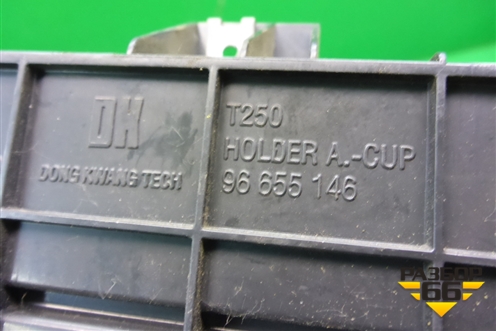 DK
DONG KWANG TECH
T250
HOLDER A.-CUP
96 655 146
РАЗБОР
66